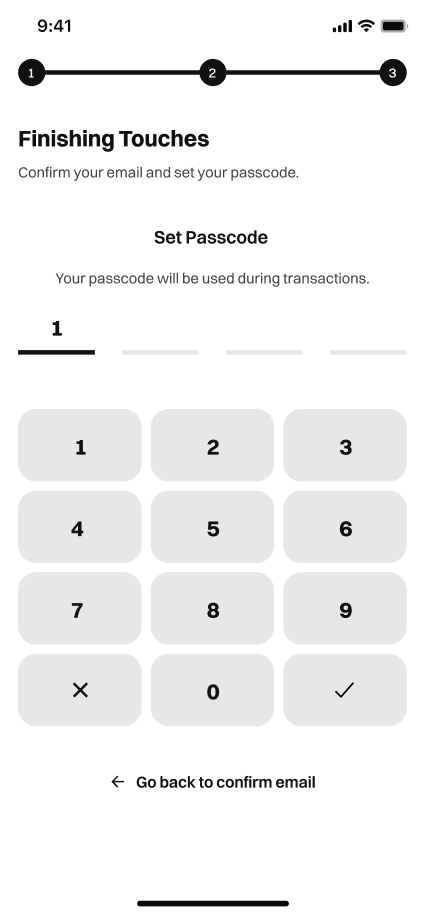 9:41
1 2 3
Finishing Touches
Confirm your email and set your passcode.
Set Passcode
Your passcode will be used during transactions.
1
1 2 3
4 5 6
7 8 9
0
Go back to confirm email